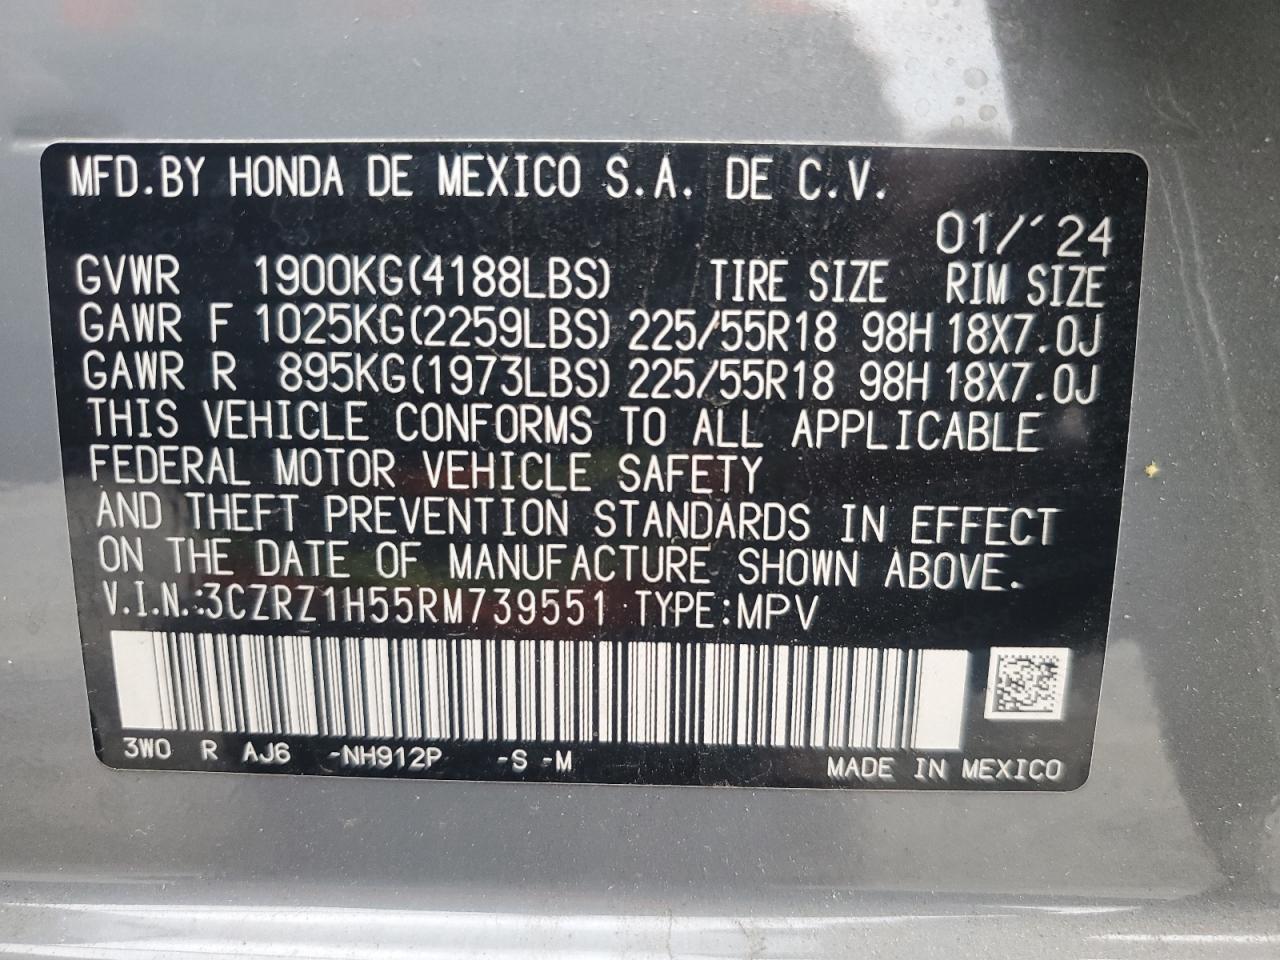 MFD.BY HONDA DE MEXICO S.A. DE C.V.
01/´24
GVWR 1900KG(4188LBS) TIRE SIZE RIM SIZE
GAWR F 1025KG(2259LBS) 225/55R18 98H 18X7.0J
GAWR R 895KG(1973LBS) 225/55R18 98H 18X7.0J
THIS VEHICLE CONFORMS TO ALL APPLICABLE
FEDERAL MOTOR VEHICLE SAFETY
AND THEFT PREVENTION STANDARDS IN EFFECT
ON THE DATE OF MANUFACTURE SHOWN ABOVE.
V.I.N.:3CZRZ1H55RM739551 TYPE:MPV
3W0 R AJ6 -NH912P -S -M
MADE IN MEXICO